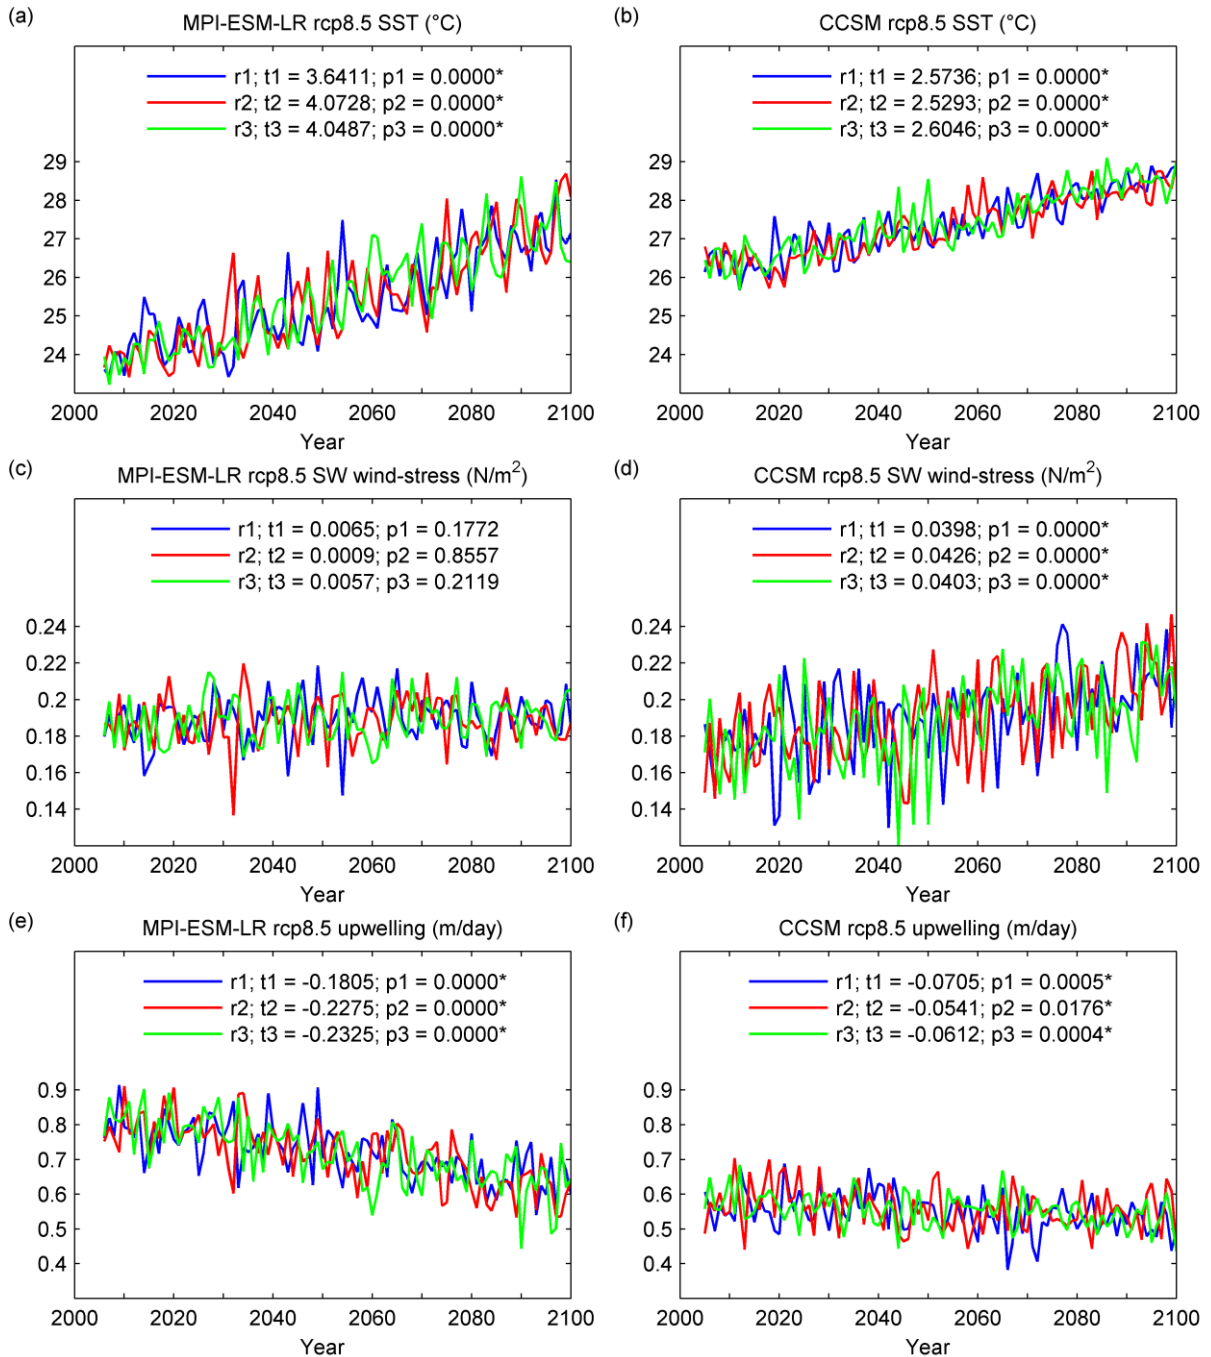 (a)
MPI-ESM-LR rcp8.5 SST (°C)
r1; t1 = 3.6411; p1 = 0.0000*
r2; t2 = 4.0728; p2 = 0.0000*
r3; t3 = 4.0487; p3 = 0.0000*
29
28
27
26
25
24
2000 2020 2040 2060 2080 2100
Year
(b)
CCSM rcp8.5 SST (°C)
r1; t1 = 2.5736; p1 = 0.0000*
r2; t2 = 2.5293; p2 = 0.0000*
r3; t3 = 2.6046; p3 = 0.0000*
29
28
27
26
25
24
2000 2020 2040 2060 2080 2100
Year
(c)
MPI-ESM-LR rcp8.5 SW wind-stress (N/m²)
r1; t1 = 0.0065; p1 = 0.1772
r2; t2 = 0.0009; p2 = 0.8557
r3; t3 = 0.0057; p3 = 0.2119
0.24
0.22
0.2
0.18
0.16
0.14
2000 2020 2040 2060 2080 2100
Year
(d)
CCSM rcp8.5 SW wind-stress (N/m²)
r1; t1 = 0.0398; p1 = 0.0000*
r2; t2 = 0.0426; p2 = 0.0000*
r3; t3 = 0.0403; p3 = 0.0000*
0.24
0.22
0.2
0.18
0.16
0.14
2000 2020 2040 2060 2080 2100
Year
(e)
MPI-ESM-LR rcp8.5 upwelling (m/day)
r1; t1 = -0.1805; p1 = 0.0000*
r2; t2 = -0.2275; p2 = 0.0000*
r3; t3 = -0.2325; p3 = 0.0000*
0.9
0.8
0.7
0.6
0.5
0.4
2000 2020 2040 2060 2080 2100
Year
(f)
CCSM rcp8.5 upwelling (m/day)
r1; t1 = -0.0705; p1 = 0.0005*
r2; t2 = -0.0541; p2 = 0.0176*
r3; t3 = -0.0612; p3 = 0.0004*
0.9
0.8
0.7
0.6
0.5
0.4
2000 2020 2040 2060 2080 2100
Year